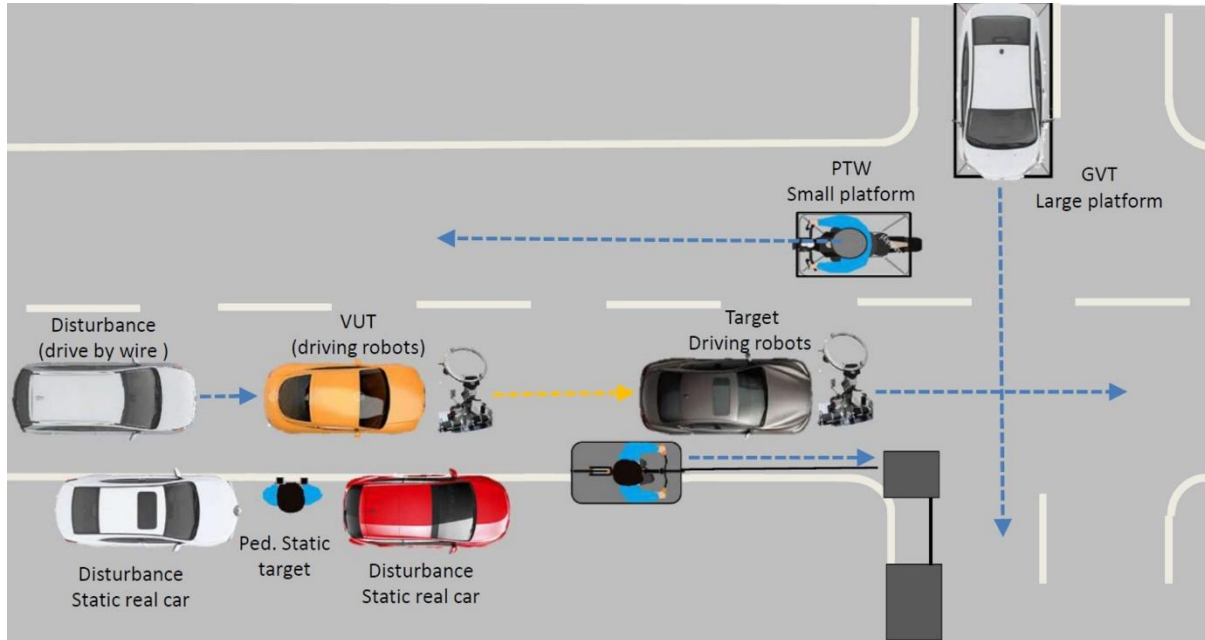 PTW
Small platform
GVT
Large platform
Disturbance
(drive by wire )
VUT
(driving robots)
Target
Driving robots
Ped. Static
target
Disturbance
Static real car
Disturbance
Static real car